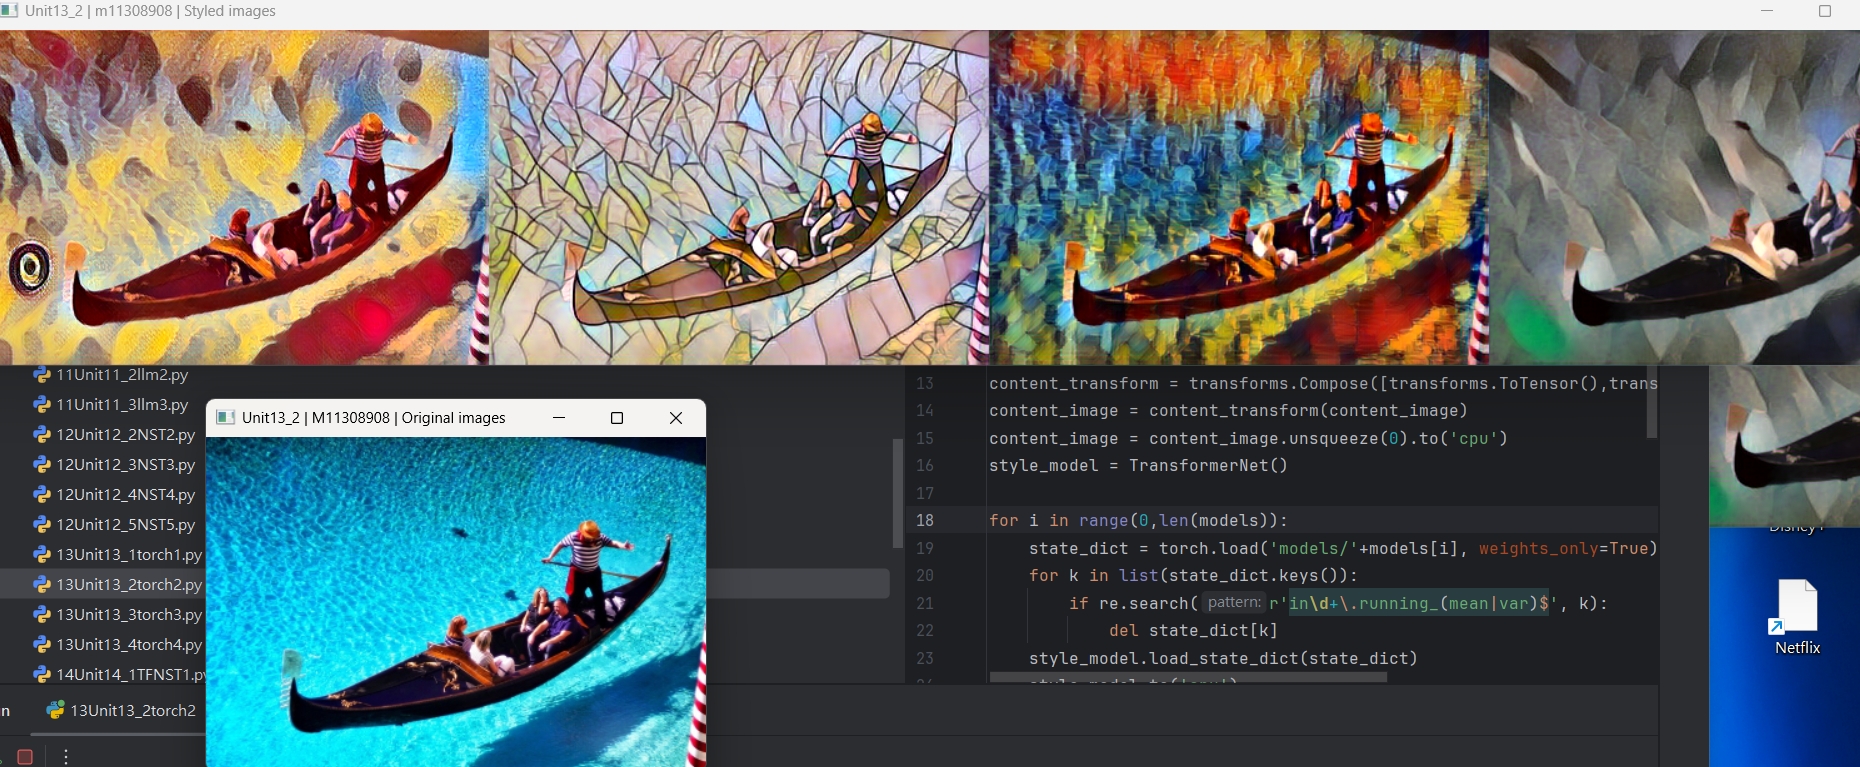 Unit13_2 | m11308908 | Styled images
11Unit11_2llm2.py
11Unit11_3llm3.py
12Unit12_2NST2.py
12Unit12_3NST3.py
12Unit12_4NST4.py
12Unit12_5NST5.py
13Unit13_1torch1.py
13Unit13_2torch2.py
13Unit13_3torch3.py
13Unit13_4torch4.py
14Unit14_1TFNST1.py
13Unit13_2torch2
Unit13_2 | M11308908 | Original images
13 content_transform = transforms.Compose([transforms.ToTensor(),trans
14 content_image = content_transform(content_image)
15 content_image = content_image.unsqueeze(0).to('cpu')
16 style_model = TransformerNet()
17
18 for i in range(0,len(models)):
19 state_dict = torch.load('models/'+models[i], weights_only=True)
20 for k in list(state_dict.keys()):
21 if re.search( pattern: r'in\d+\.running_(mean|var)$', k):
22 del state_dict[k]
23 style_model.load_state_dict(state_dict)
Netflix